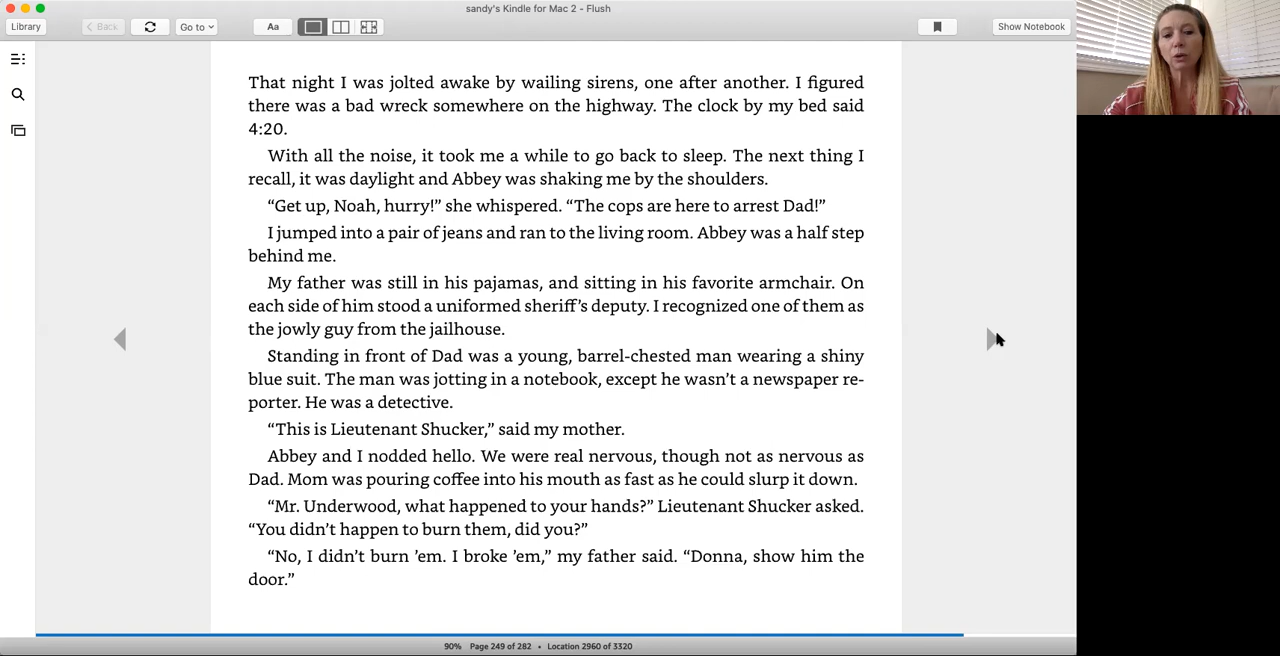 sandy's Kindle for Mac 2 - Flush
Library
< Back
Go to
Aa
Show Notebook
That night I was jolted awake by wailing sirens, one after another. I figured
there was a bad wreck somewhere on the highway. The clock by my bed said
4:20.
With all the noise, it took me a while to go back to sleep. The next thing I
recall, it was daylight and Abbey was shaking me by the shoulders.
“Get up, Noah, hurry!” she whispered. “The cops are here to arrest Dad!”
I jumped into a pair of jeans and ran to the living room. Abbey was a half step
behind me.
My father was still in his pajamas, and sitting in his favorite armchair. On
each side of him stood a uniformed sheriff’s deputy. I recognized one of them as
the jowly guy from the jailhouse.
Standing in front of Dad was a young, barrel-chested man wearing a shiny
blue suit. The man was jotting in a notebook, except he wasn’t a newspaper re-
porter. He was a detective.
“This is Lieutenant Shucker,” said my mother.
Abbey and I nodded hello. We were real nervous, though not as nervous as
Dad. Mom was pouring coffee into his mouth as fast as he could slurp it down.
“Mr. Underwood, what happened to your hands?” Lieutenant Shucker asked.
“You didn’t happen to burn them, did you?”
“No, I didn’t burn ’em. I broke ’em,” my father said. “Donna, show him the
door.”
90% Page 249 of 282 • Location 2960 of 3320